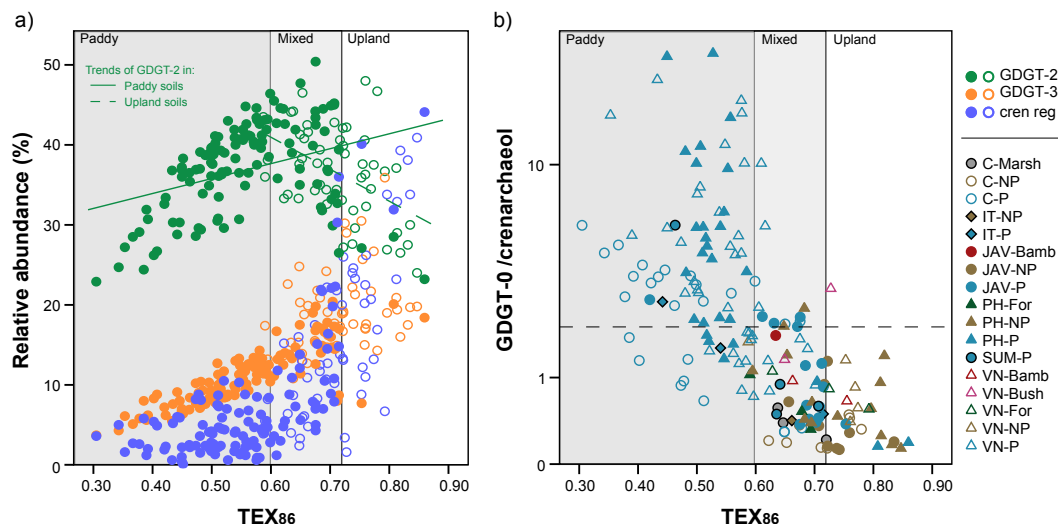 a)
Paddy
Mixed
Upland
Trends of GDGT-2 in:
Paddy soils
Upland soils
Relative abundance (%)
50
40
30
20
10
0
0.30 0.40 0.50 0.60 0.70 0.80 0.90
TEX86
b)
Paddy
Mixed
Upland
GDGT-0 /crenarchaeol
10
1
0
0.30 0.40 0.50 0.60 0.70 0.80 0.90
TEX86
GDGT-2
GDGT-3
cren reg
C-Marsh
C-NP
C-P
IT-NP
IT-P
JAV-Bamb
JAV-NP
JAV-P
PH-For
PH-NP
PH-P
SUM-P
VN-Bamb
VN-Bush
VN-For
VN-NP
VN-P